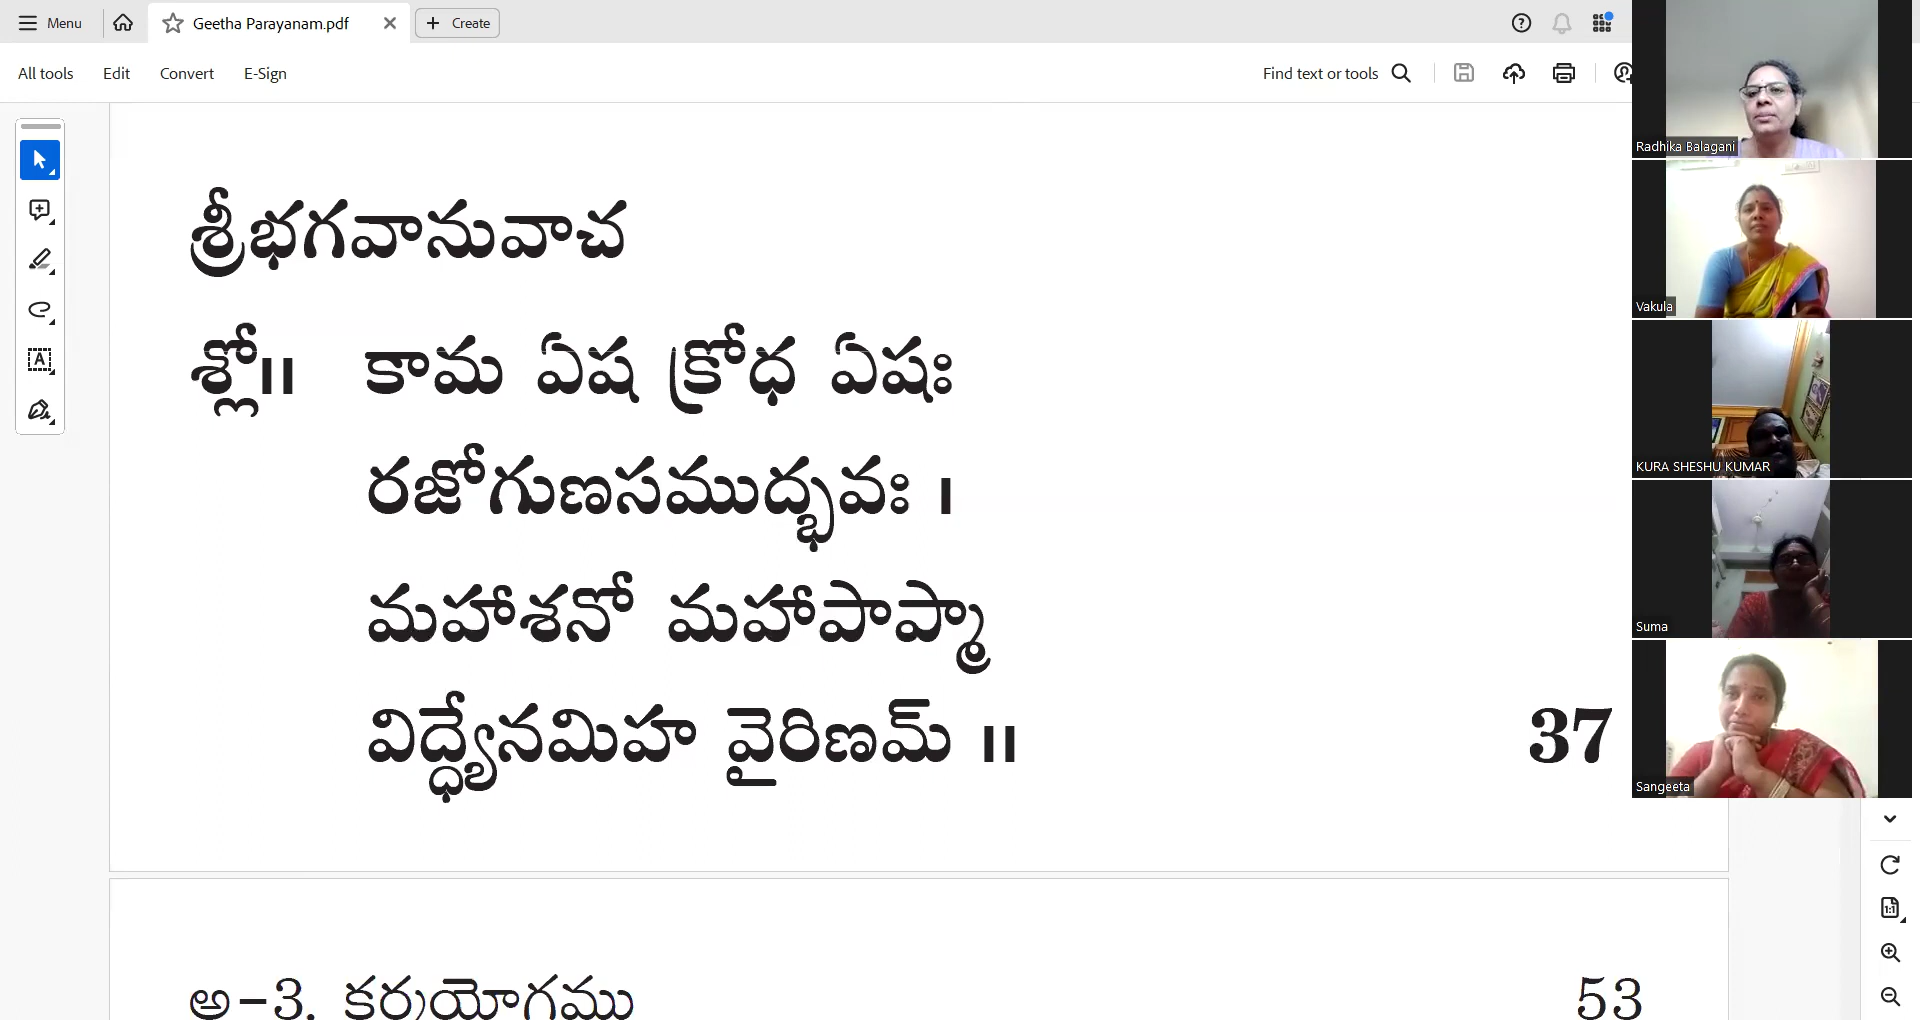 Menu
Geetha Parayanam.pdf
Create
All tools
Edit
Convert
E-Sign
Find text or tools
శ్రీభగవానువాచ
శ్లో॥ కామ ఏష క్రోధ ఏషః
రజోగుణసముద్భవః ।
మహాశనో మహాపాప్మా
విద్ధ్యేనమిహ వైరిణమ్ ॥ 37
అ-3. కర్మయోగము 53
Radhika Balagani
Vakula
KURA SHESHU KUMAR
Suma
Sangeeta